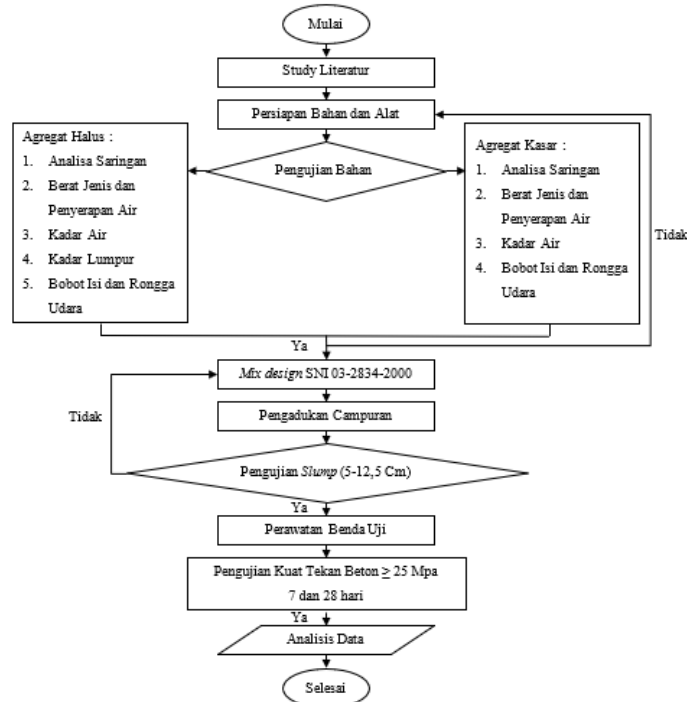 Mulai
Study Literatur
Persiapan Bahan dan Alat
Pengujian Bahan
Agregat Halus :
1. Analisa Saringan
2. Berat Jenis dan
Penyerapan Air
3. Kadar Air
4. Kadar Lumpur
5. Bobot Isi dan Rongga
Udara
Agregat Kasar :
1. Analisa Saringan
2. Berat Jenis dan
Penyerapan Air
3. Kadar Air
4. Bobot Isi dan Rongga
Udara
Tidak
Ya
Mix design SNI 03-2834-2000
Tidak
Pengadukan Campuran
Pengujian Slump (5-12,5 Cm)
Ya
Perawatan Benda Uji
Pengujian Kuat Tekan Beton ≥ 25 Mpa
7 dan 28 hari
Ya
Analisis Data
Selesai